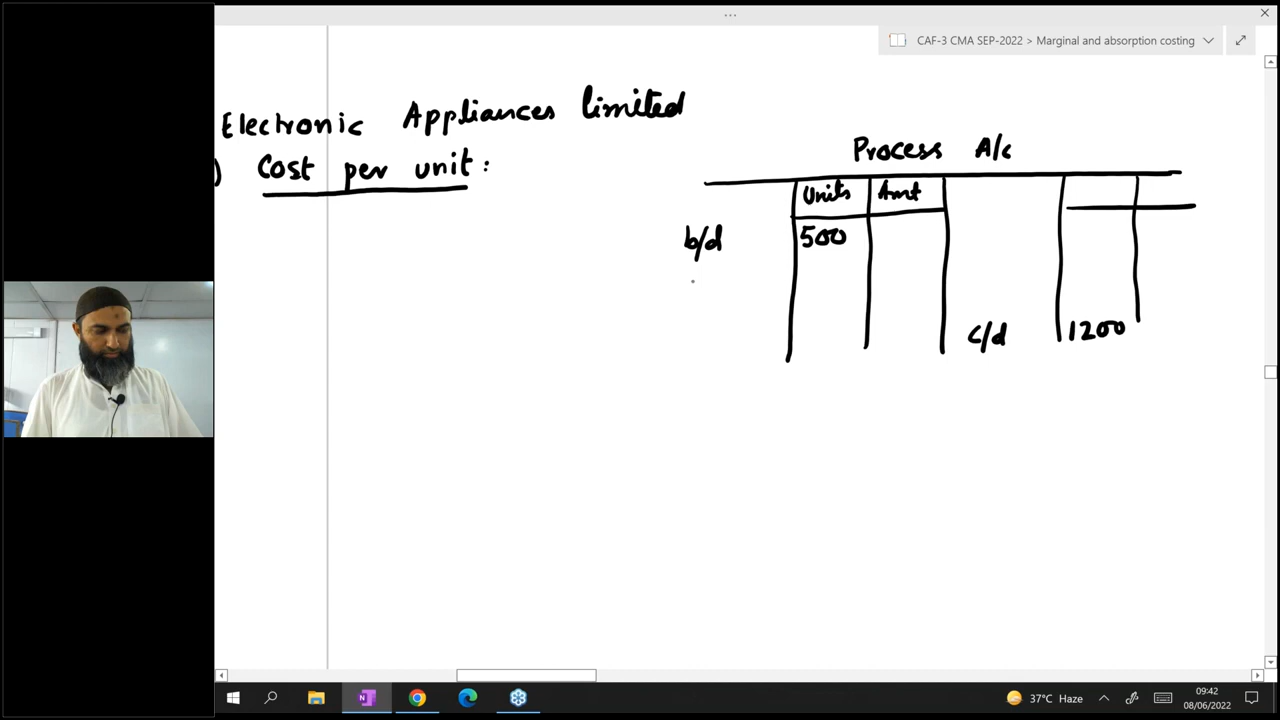 CAF-3 CMA SEP-2022 > Marginal and absorption costing
Electronic Appliances limited
) Cost per unit:
Process A/c
Units Amt
b/d 500
c/d 1200
37°C Haze
09:42
08/06/2022